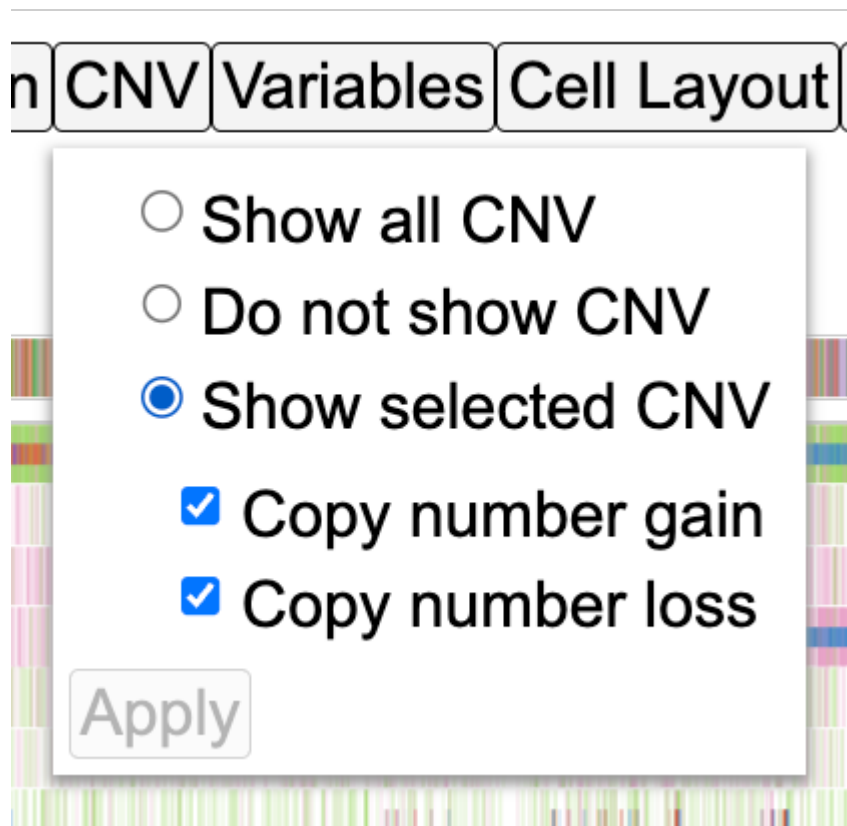 n CNV Variables Cell Layout
Show all CNV
Do not show CNV
Show selected CNV
Copy number gain
Copy number loss
Apply